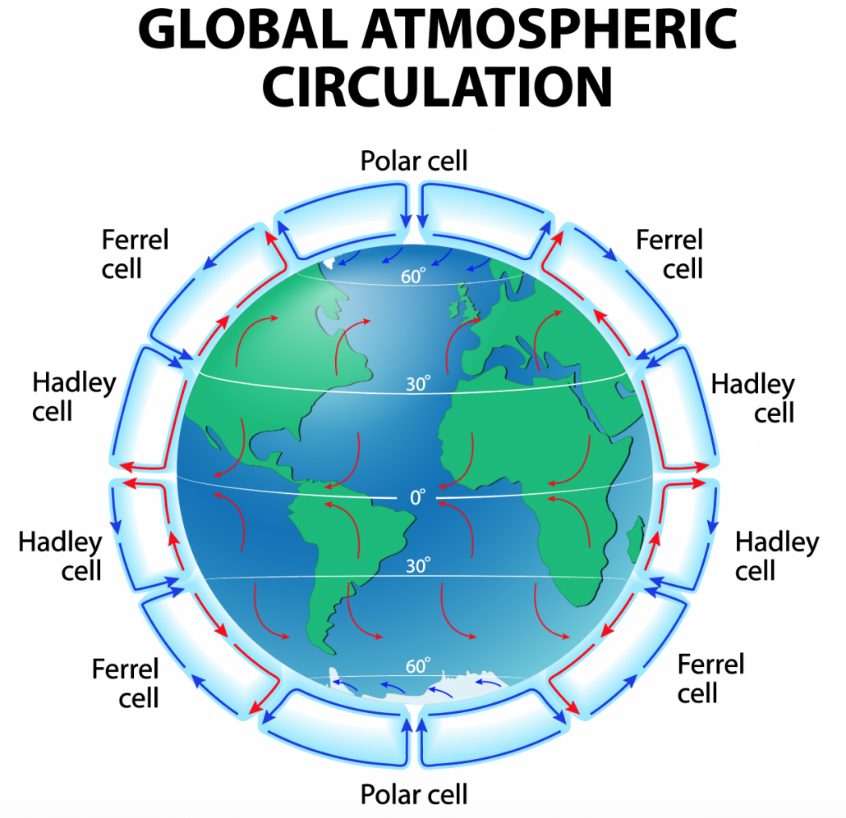 GLOBAL ATMOSPHERIC
CIRCULATION
Polar cell
Ferrel
cell
Ferrel
cell
60°
Hadley
cell
30°
Hadley
cell
0°
Hadley
cell
30°
Hadley
cell
Ferrel
cell
60°
Ferrel
cell
Polar cell